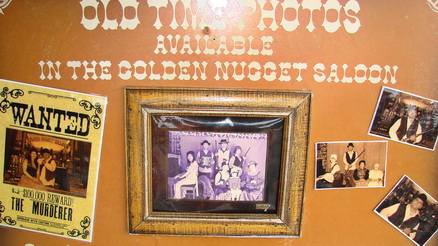 OLD TIME PHOTOS
AVAILABLE
IN THE GOLDEN NUGGET SALOON
WANTED
$100,000 REWARD!
THE MURDERER